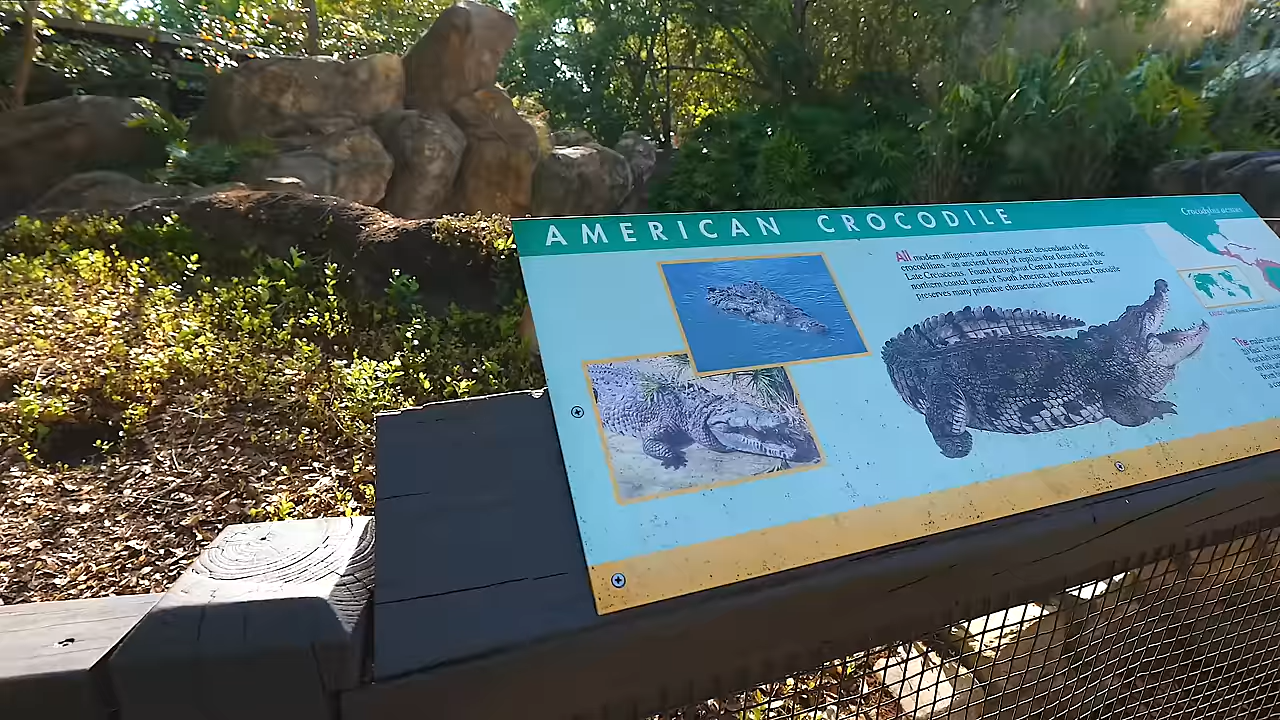 AMERICAN CROCODILE
Crocodylus acutus
All modern alligators and crocodiles are descendants of the
crocodilians - an ancient family of reptiles that flourished in the
Late Cretaceous. Found throughout Central America and in the
northern coastal areas of South America, the American Crocodile
preserves many primitive characteristics from that era.
The